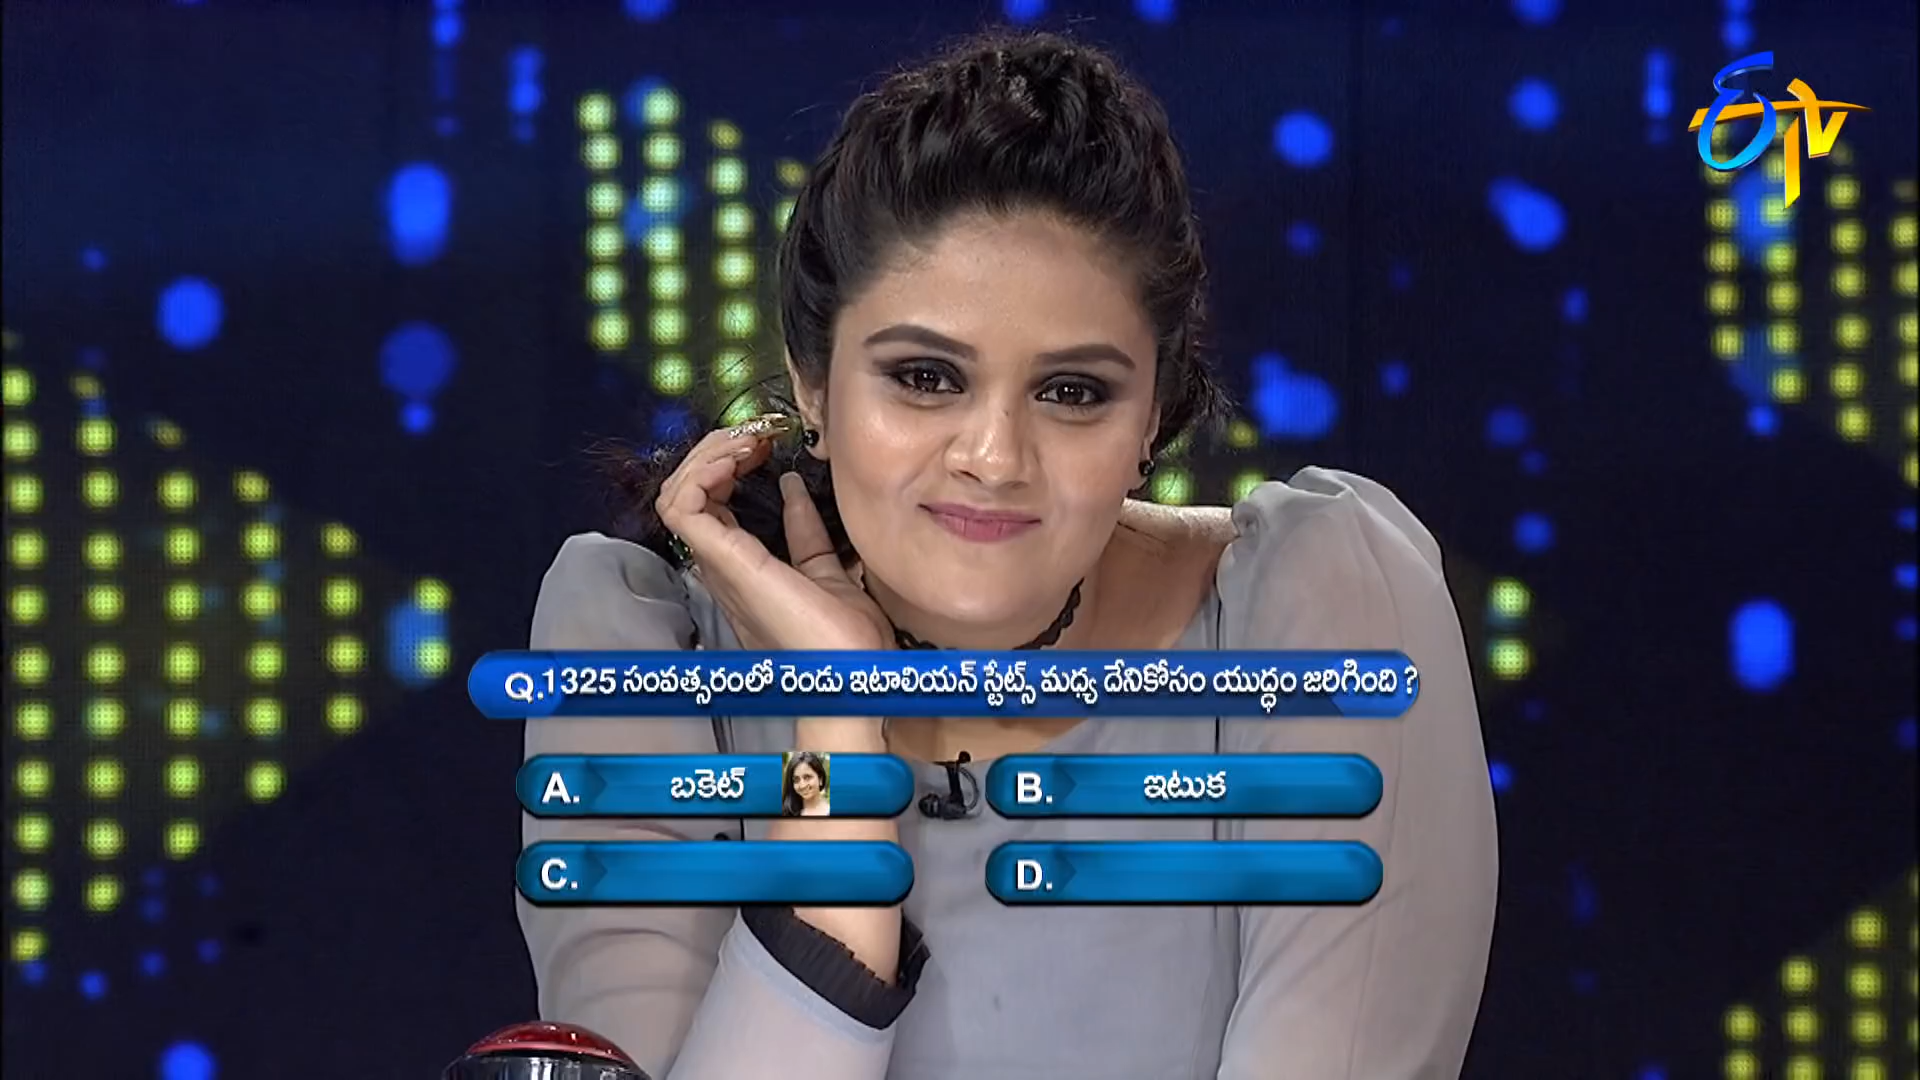 ETV
Q.1325 సంవత్సరంలో రెండు ఇటాలియన్ స్టేట్స్ మధ్య దేనికోసం యుద్ధం జరిగింది ?
A. బకెట్
B. ఇటుక
C.
D.